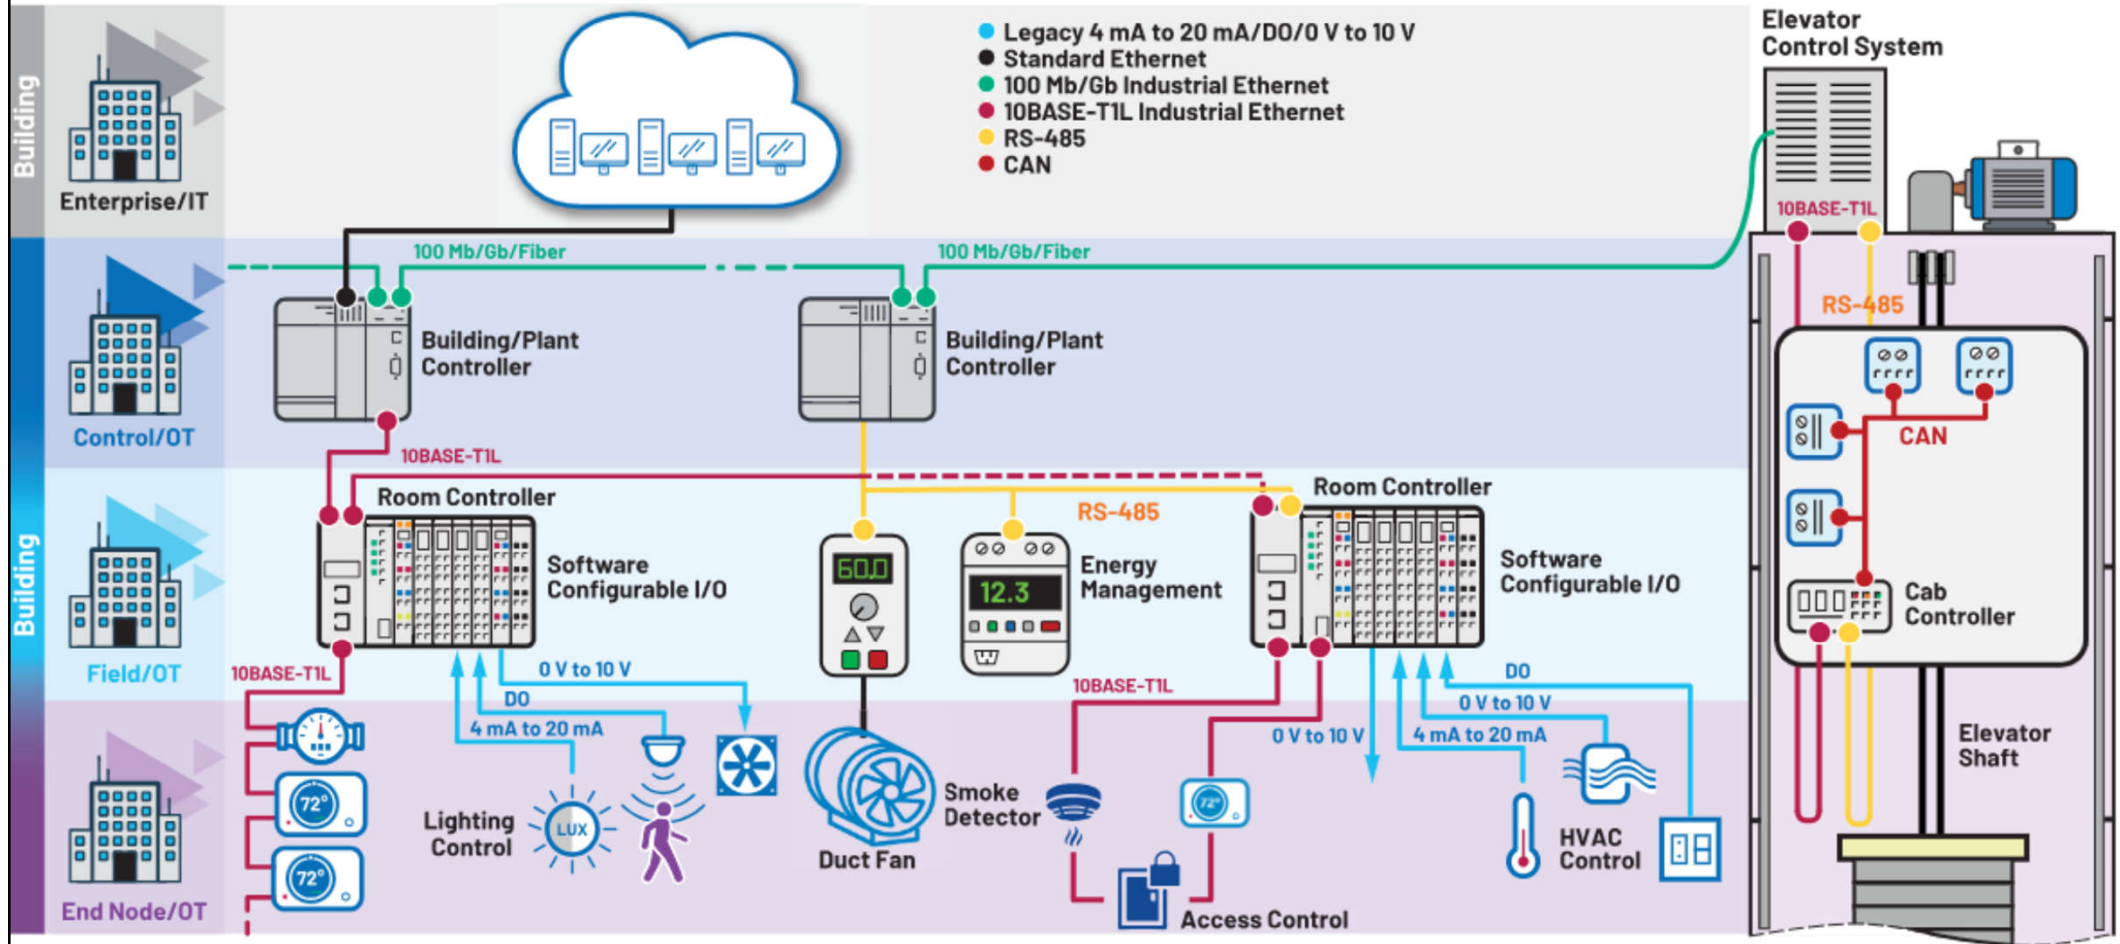 Building
Enterprise/IT
Legacy 4 mA to 20 mA/DO/0 V to 10 V
Standard Ethernet
100 Mb/Gb Industrial Ethernet
10BASE-T1L Industrial Ethernet
RS-485
CAN
Elevator
Control System
10BASE-T1L
100 Mb/Gb/Fiber
100 Mb/Gb/Fiber
RS-485
Building/Plant
Controller
Building/Plant
Controller
Control/OT
10BASE-T1L
CAN
Building
Room Controller
Room Controller
RS-485
Software
Configurable I/O
60.0
Energy
Management
12.3
Software
Configurable I/O
Cab
Controller
Field/OT
10BASE-T1L
0 V to 10 V
DO
4 mA to 20 mA
10BASE-T1L
DO
0 V to 10 V
0 V to 10 V
4 mA to 20 mA
Elevator
Shaft
72°
72°
Lighting
Control
LUX
Duct Fan
Smoke
Detector
72°
HVAC
Control
Access Control
End Node/OT